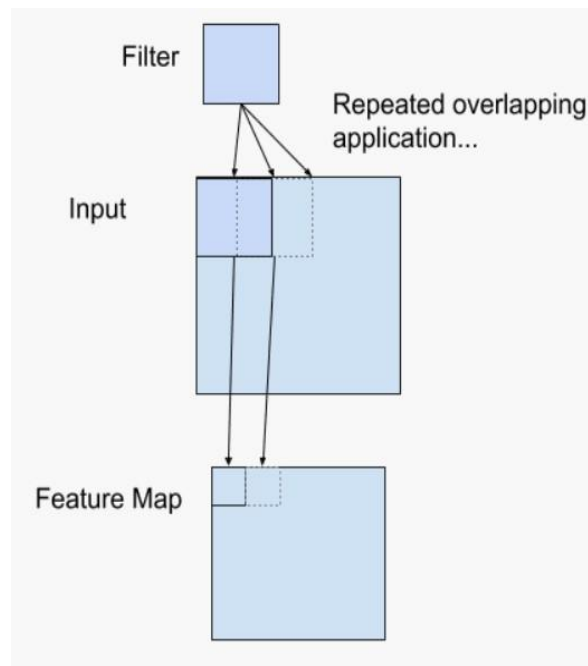 Filter
Repeated overlapping
application...
Input
Feature Map